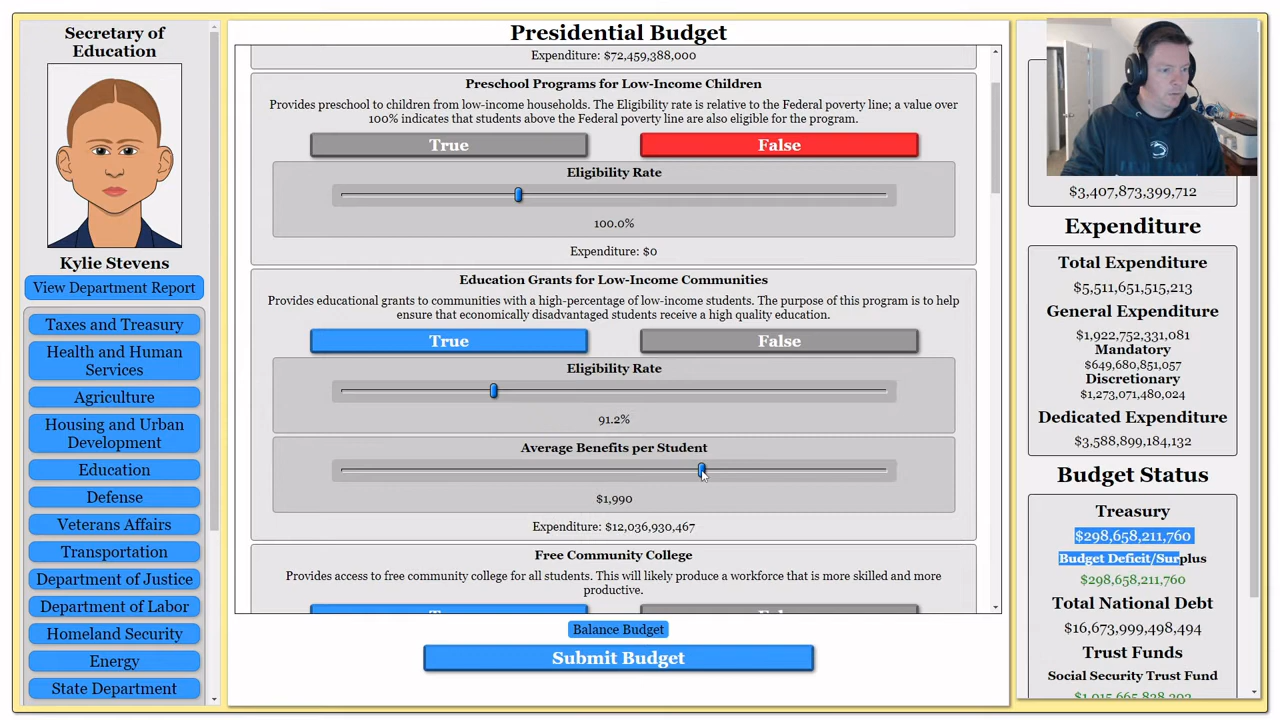 Secretary of
Education
Kylie Stevens
View Department Report
Taxes and Treasury
Health and Human
Services
Agriculture
Housing and Urban
Development
Education
Defense
Veterans Affairs
Transportation
Department of Justice
Department of Labor
Homeland Security
Energy
State Department
Presidential Budget
Expenditure: $72,459,388,000
Preschool Programs for Low-Income Children
Provides preschool to children from low-income households. The Eligibility rate is relative to the Federal poverty line; a value over
100% indicates that students above the Federal poverty line are also eligible for the program.
True
False
Eligibility Rate
100.0%
Expenditure: $0
Education Grants for Low-Income Communities
Provides educational grants to communities with a high-percentage of low-income students. The purpose of this program is to help
ensure that economically disadvantaged students receive a high quality education.
True
False
Eligibility Rate
91.2%
Average Benefits per Student
$1,990
Expenditure: $12,036,930,467
Free Community College
Provides access to free community college for all students. This will likely produce a workforce that is more skilled and more
productive.
True
False
Balance Budget
Submit Budget
$3,407,873,399,712
Expenditure
Total Expenditure
$5,511,651,515,213
General Expenditure
$1,922,752,331,081
Mandatory
$649,680,851,057
Discretionary
$1,273,071,480,024
Dedicated Expenditure
$3,588,899,184,132
Budget Status
Treasury
$298,658,211,760
Budget Deficit/Surplus
$298,658,211,760
Total National Debt
$16,673,999,498,494
Trust Funds
Social Security Trust Fund
$1,015,665,828,202